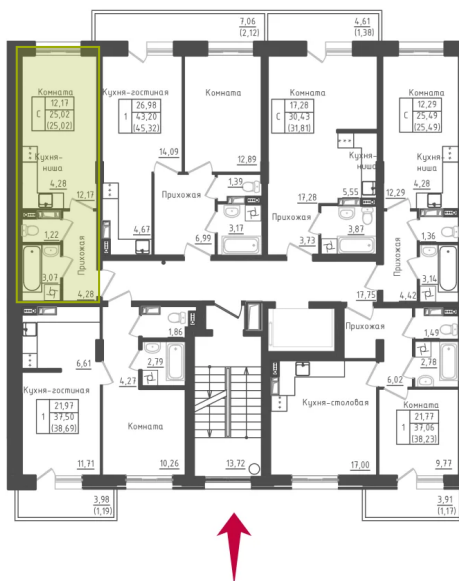 7,06
(2,12)
4,61
(1,38)
Комната
12,17
С 25,02
(25,02)
Кухня-
ниша
4,28
12,17
1,22
Прихожая
3,07
4,28
Кухня-гостиная
26,98
1 43,20
(45,32)
14,09
4,67
Комната
12,89
Прихожая
1,39
3,17
6,99
Комната
17,28
С 30,43
(31,81)
Кухня-
ниша
5,55
17,28
Прихожая
3,87
3,73
Комната
12,29
С 25,49
(25,49)
Кухня-
ниша
4,28
12,29
1,36
Прихожая
3,14
4,42
17,75
6,61
Кухня-гостиная
21,97
1 37,50
(38,69)
11,71
1,86
2,79
4,27
Комната
10,26
13,72
Прихожая
1,49
2,78
6,02
Кухня-столовая
17,00
Комната
21,77
1 37,06
(38,23)
9,77
3,98
(1,19)
3,91
(1,17)